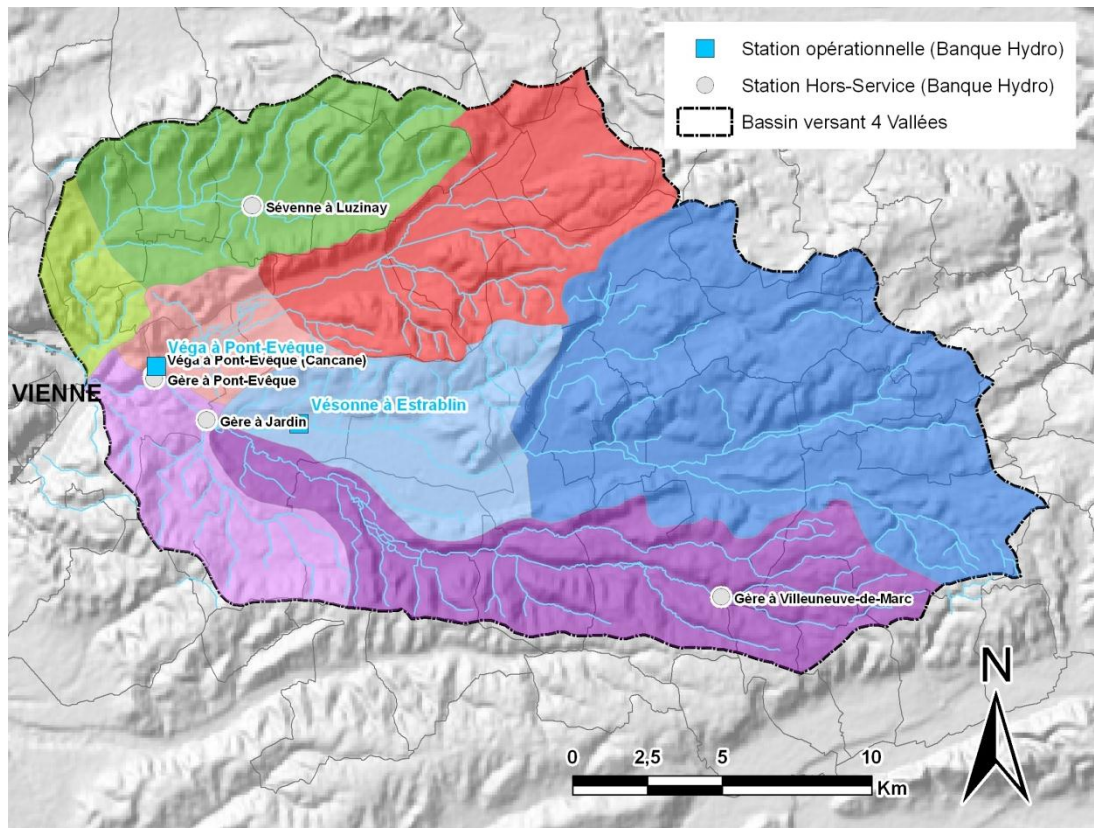 Station opérationnelle (Banque Hydro)
Station Hors-Service (Banque Hydro)
Bassin versant 4 Vallées
Sévenne à Luzinay
Véga à Pont-Evêque
Véga à Pont-Evêque (Cancane)
VIENNE
Gère à Pont-Evêque
Vésonne à Estrablin
Gère à Jardin
Gère à Villeuneuve-de-Marc
N
0 2,5 5 10
Km